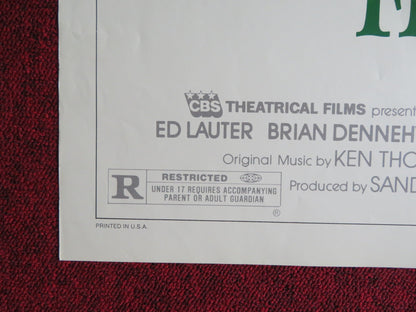 CBS THEATRICAL FILMS present
ED LAUTER BRIAN DENNEH
Original Music by KEN THO
Produced by SAND
R RESTRICTED
UNDER 17 REQUIRES ACCOMPANYING
PARENT OR ADULT GUARDIAN
®
PRINTED IN U.S.A.